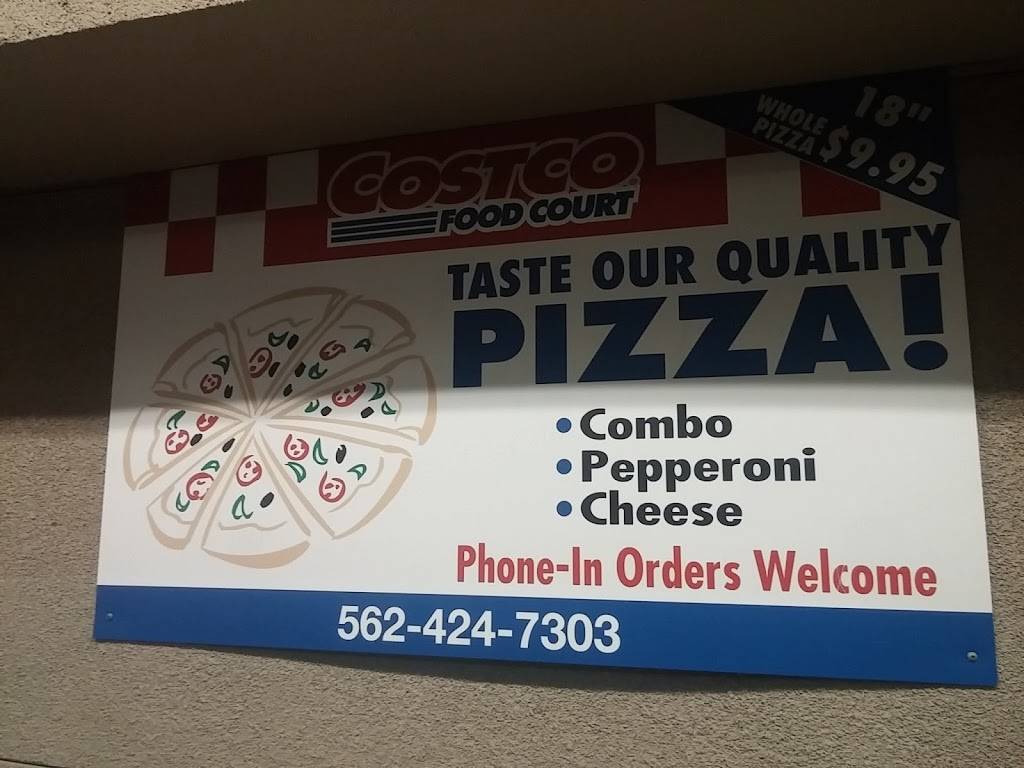 COSTCO
FOOD COURT
18"
WHOLE PIZZA $9.95
TASTE OUR QUALITY
PIZZA!
• Combo
• Pepperoni
• Cheese
Phone-In Orders Welcome
562-424-7303